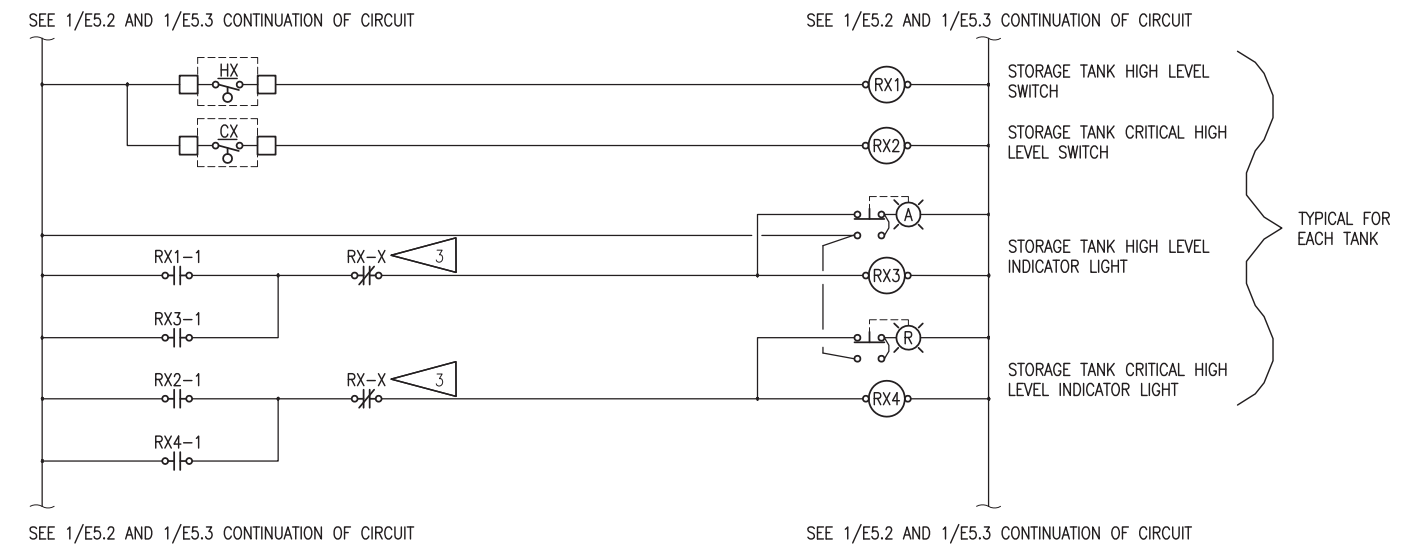 SEE 1/E5.2 AND 1/E5.3 CONTINUATION OF CIRCUIT
SEE 1/E5.2 AND 1/E5.3 CONTINUATION OF CIRCUIT
HX
RX1
STORAGE TANK HIGH LEVEL
SWITCH
CX
RX2
STORAGE TANK CRITICAL HIGH
LEVEL SWITCH
A
TYPICAL FOR
EACH TANK
RX1-1
RX-X
3
RX3
STORAGE TANK HIGH LEVEL
INDICATOR LIGHT
RX3-1
R
RX2-1
RX-X
3
RX4
STORAGE TANK CRITICAL HIGH
LEVEL INDICATOR LIGHT
RX4-1
SEE 1/E5.2 AND 1/E5.3 CONTINUATION OF CIRCUIT
SEE 1/E5.2 AND 1/E5.3 CONTINUATION OF CIRCUIT